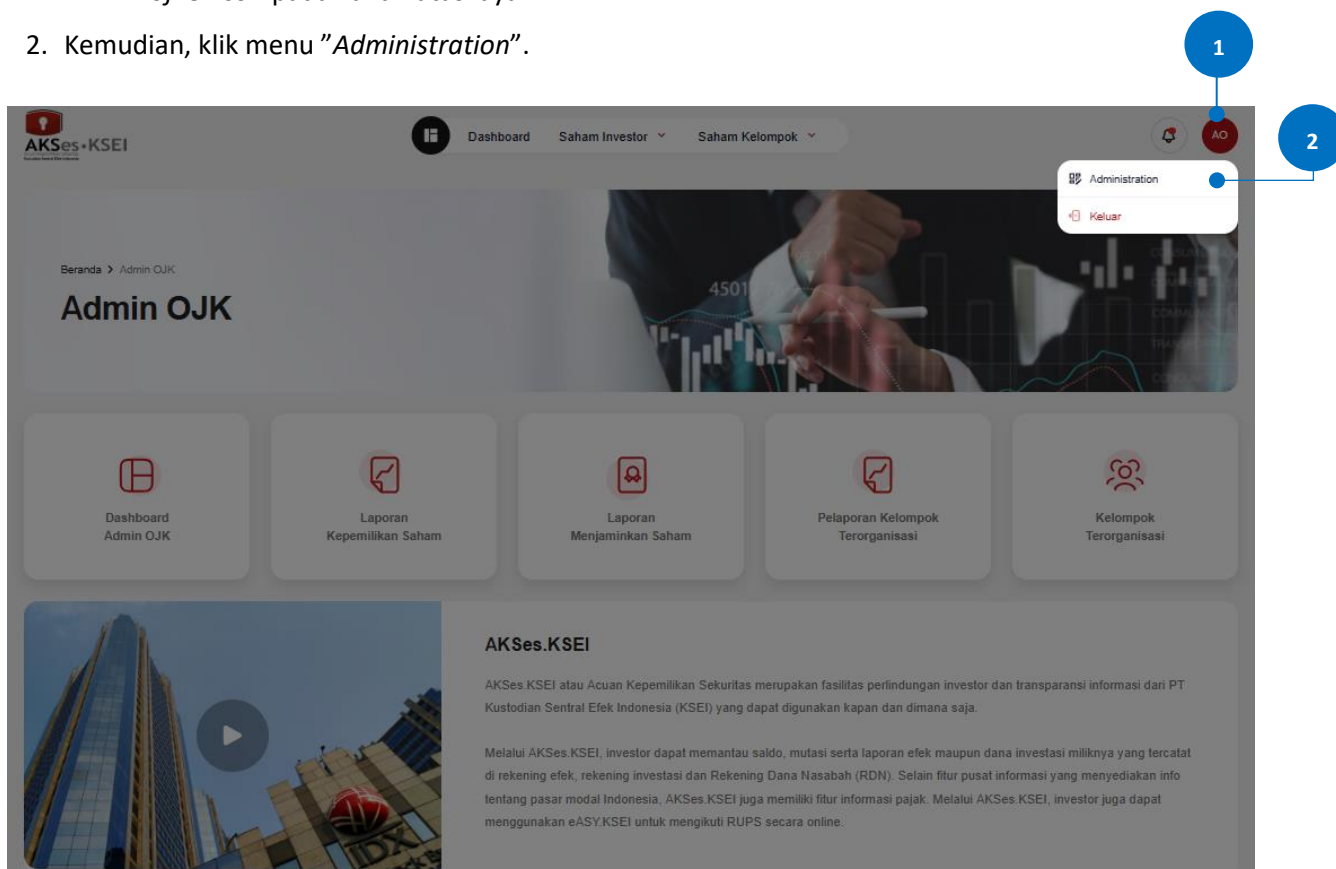 2. Kemudian, klik menu ”Administration”.
1
AKSes KSEI
Dashboard Saham Investor Saham Kelompok
AO
2
Administration
Keluar
Beranda > Admin OJK
Admin OJK
Dashboard
Admin OJK
Laporan
Kepemilikan Saham
Laporan
Menjaminkan Saham
Pelaporan Kelompok
Terorganisasi
Kelompok
Terorganisasi
AKSes.KSEI
AKSes.KSEI atau Acuan Kepemilikan Sekuritas merupakan fasilitas perlindungan investor dan transparansi informasi dari PT
Kustodian Sentral Efek Indonesia (KSEI) yang dapat digunakan kapan dan dimana saja.
Melalui AKSes.KSEI, investor dapat memantau saldo, mutasi serta laporan efek maupun dana investasi miliknya yang tercatat
di rekening efek, rekening investasi dan Rekening Dana Nasabah (RDN). Selain fitur pusat informasi yang menyediakan info
tentang pasar modal Indonesia, AKSes.KSEI juga memiliki fitur informasi pajak. Melalui AKSes.KSEI, investor juga dapat
menggunakan eASY.KSEI untuk mengikuti RUPS secara online.
IDX